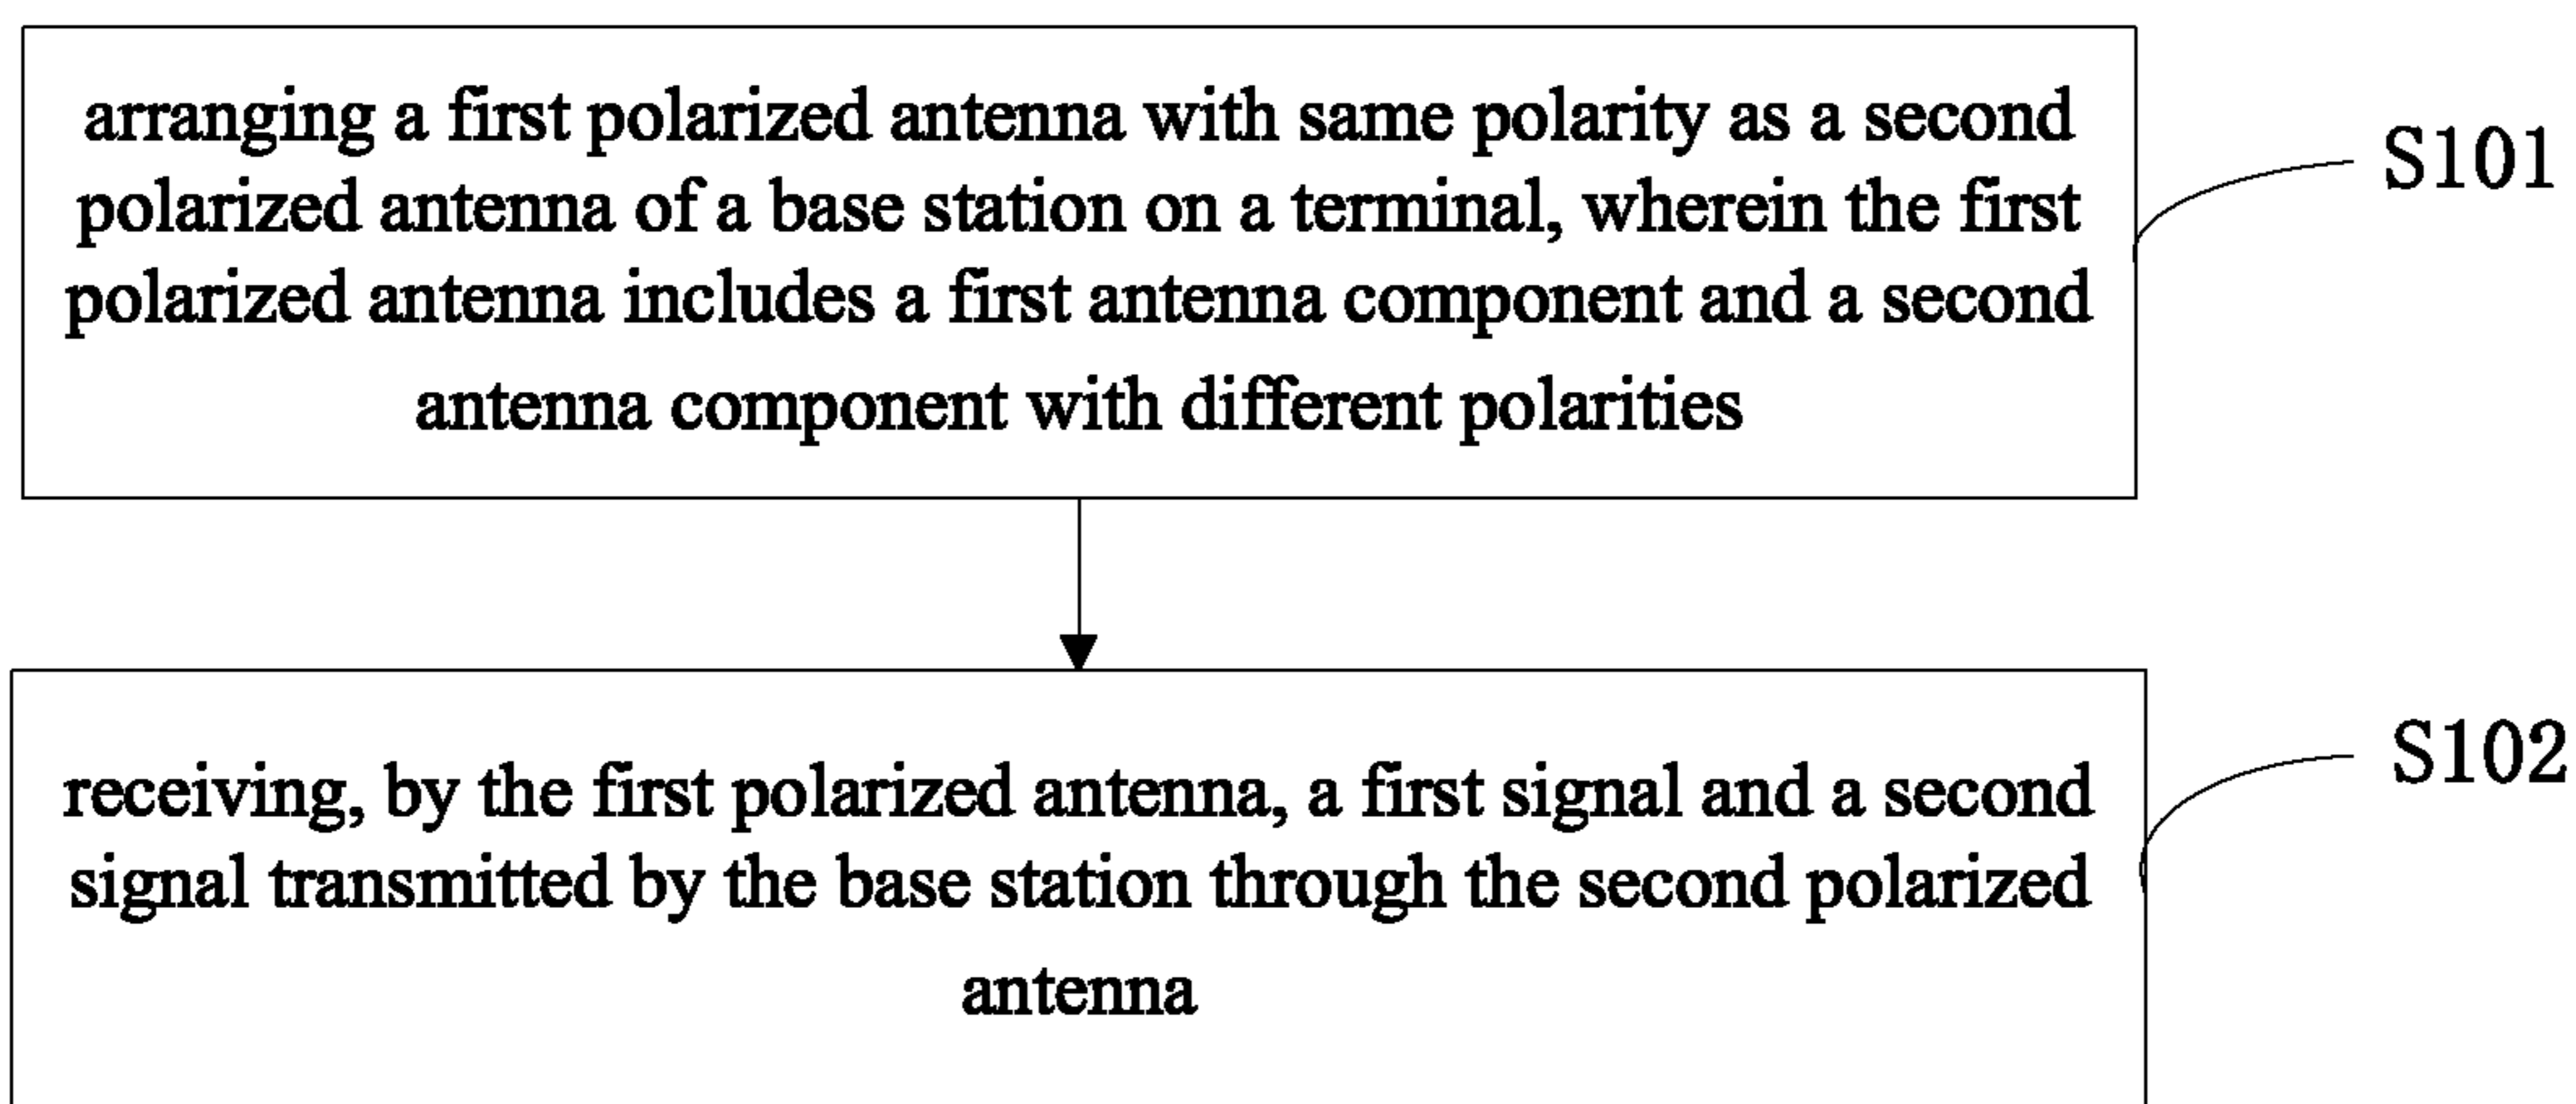 arranging a first polarized antenna with same polarity as a second
polarized antenna of a base station on a terminal, wherein the first
polarized antenna includes a first antenna component and a second
antenna component with different polarities
S101
receiving, by the first polarized antenna, a first signal and a second
signal transmitted by the base station through the second polarized
antenna
S102